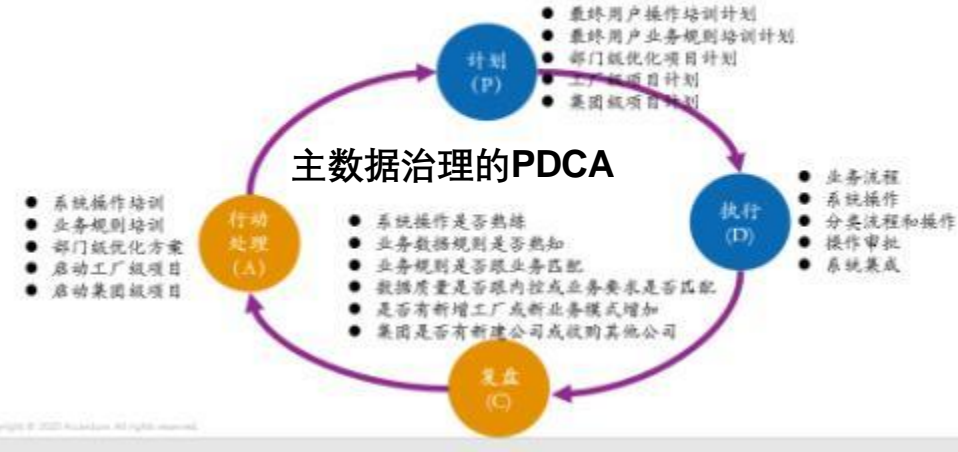 ● 最终用户操作培训计划
● 最终用户业务规则培训计划
● 部门级优化项目计划
● 工厂级项目计划
● 集团级项目计划
计划
(P)
主数据治理的PDCA
● 业务流程
● 系统操作
● 分类流程和操作
● 操作审批
● 系统集成
执行
(D)
● 系统操作培训
● 业务规则培训
● 部门级优化方案
● 启动工厂级项目
● 启动集团级项目
行动
处理
(A)
● 系统操作是否熟练
● 业务数据规则是否熟知
● 业务规则是否跟业务匹配
● 数据质量是否跟内控或业务要求是否匹配
● 是否有新增工厂或新业务模式增加
● 集团是否有新建公司或收购其他公司
复盘
(C)
© 2020 Accenture. All rights reserved.